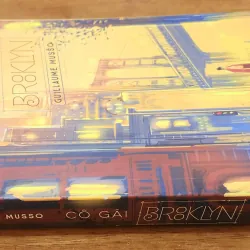 BR8KLYN
GUILLAUME MUSSO
MUSSO CÔ GÁI BR8KLYN